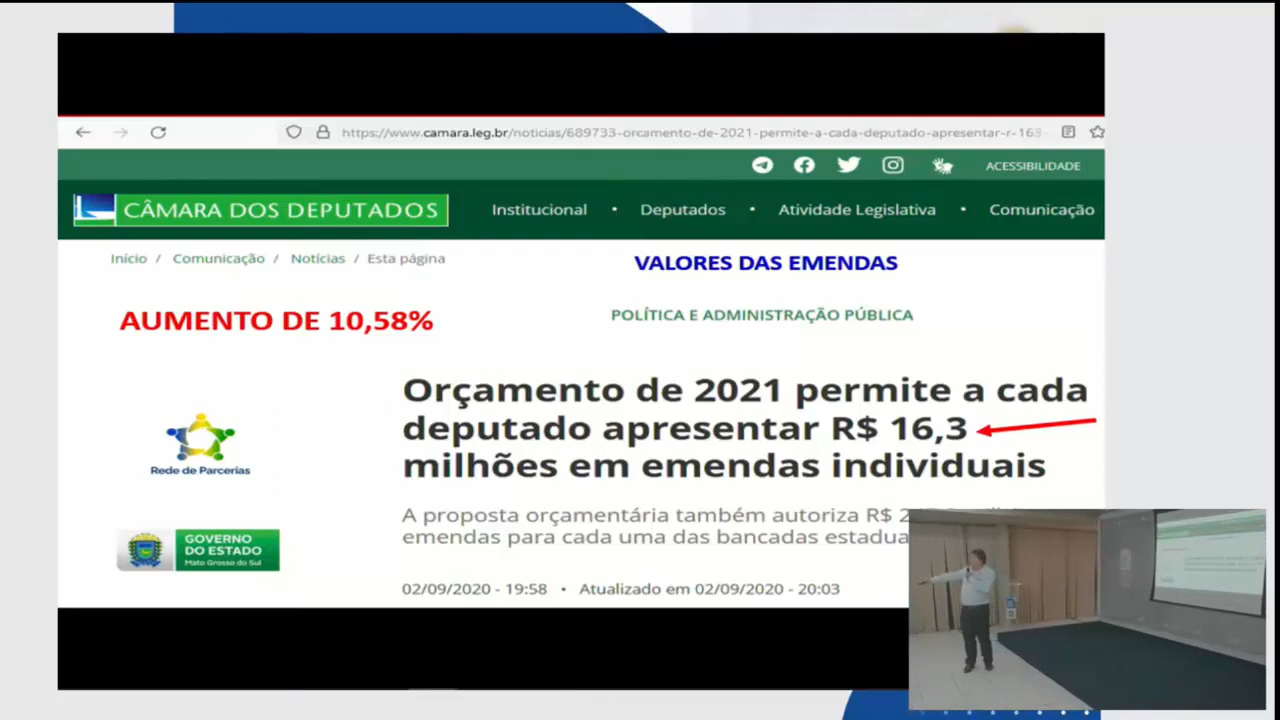 https://www.camara.leg.br/noticias/689733-orcamento-de-2021-permite-a-cada-deputado-apresentar-r-163
ACESSIBILIDADE
CÂMARA DOS DEPUTADOS
Institucional • Deputados • Atividade Legislativa • Comunicação
Início / Comunicação / Notícias / Esta página
VALORES DAS EMENDAS
AUMENTO DE 10,58%
POLÍTICA E ADMINISTRAÇÃO PÚBLICA
Orçamento de 2021 permite a cada
deputado apresentar R$ 16,3
milhões em emendas individuais
Rede de Parcerias
A proposta orçamentária também autoriza R$
emendas para cada uma das bancadas
GOVERNO
DO ESTADO
Mato Grosso do Sul
02/09/2020 - 19:58 • Atualizado em 02/09/2020 - 20:03